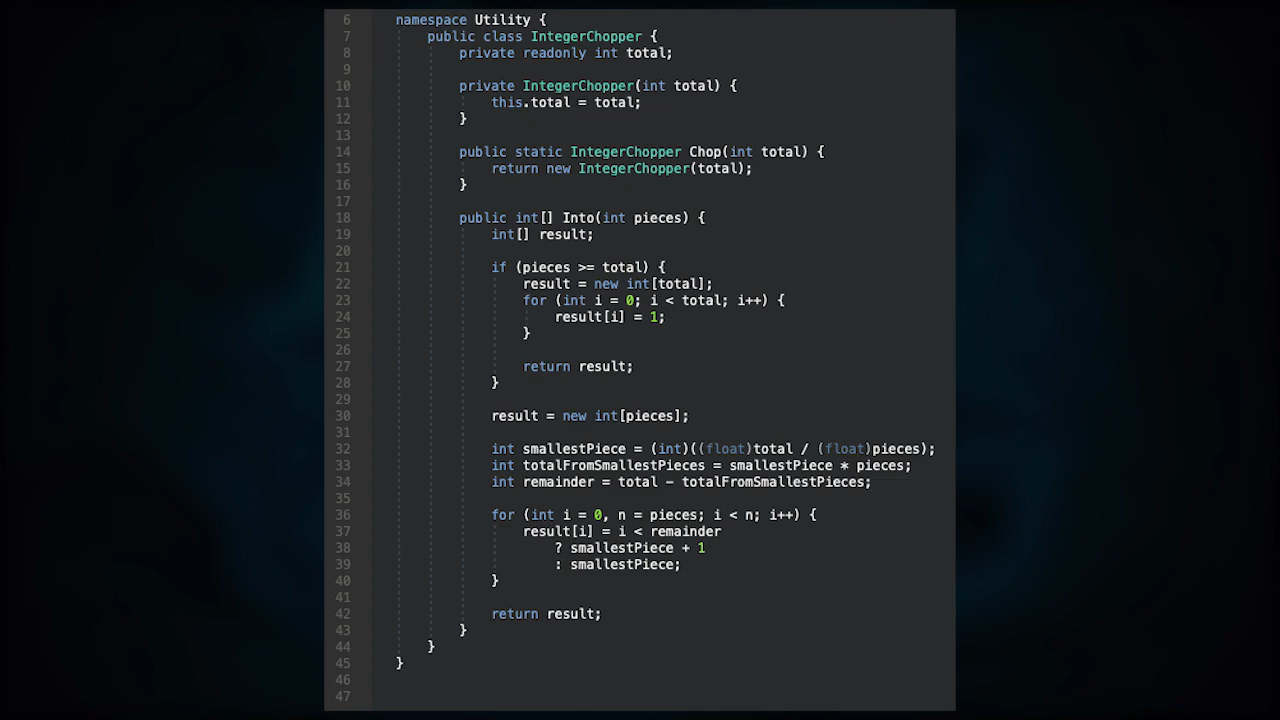 6 namespace Utility {
7 public class IntegerChopper {
8 private readonly int total;
9
10 private IntegerChopper(int total) {
11 this.total = total;
12 }
13
14 public static IntegerChopper Chop(int total) {
15 return new IntegerChopper(total);
16 }
17
18 public int[] Into(int pieces) {
19 int[] result;
20
21 if (pieces >= total) {
22 result = new int[total];
23 for (int i = 0; i < total; i++) {
24 result[i] = 1;
25 }
26
27 return result;
28 }
29
30 result = new int[pieces];
31
32 int smallestPiece = (int)((float)total / (float)pieces);
33 int totalFromSmallestPieces = smallestPiece * pieces;
34 int remainder = total - totalFromSmallestPieces;
35
36 for (int i = 0, n = pieces; i < n; i++) {
37 result[i] = i < remainder
38 ? smallestPiece + 1
39 : smallestPiece;
40 }
41
42 return result;
43 }
44 }
45 }
46
47